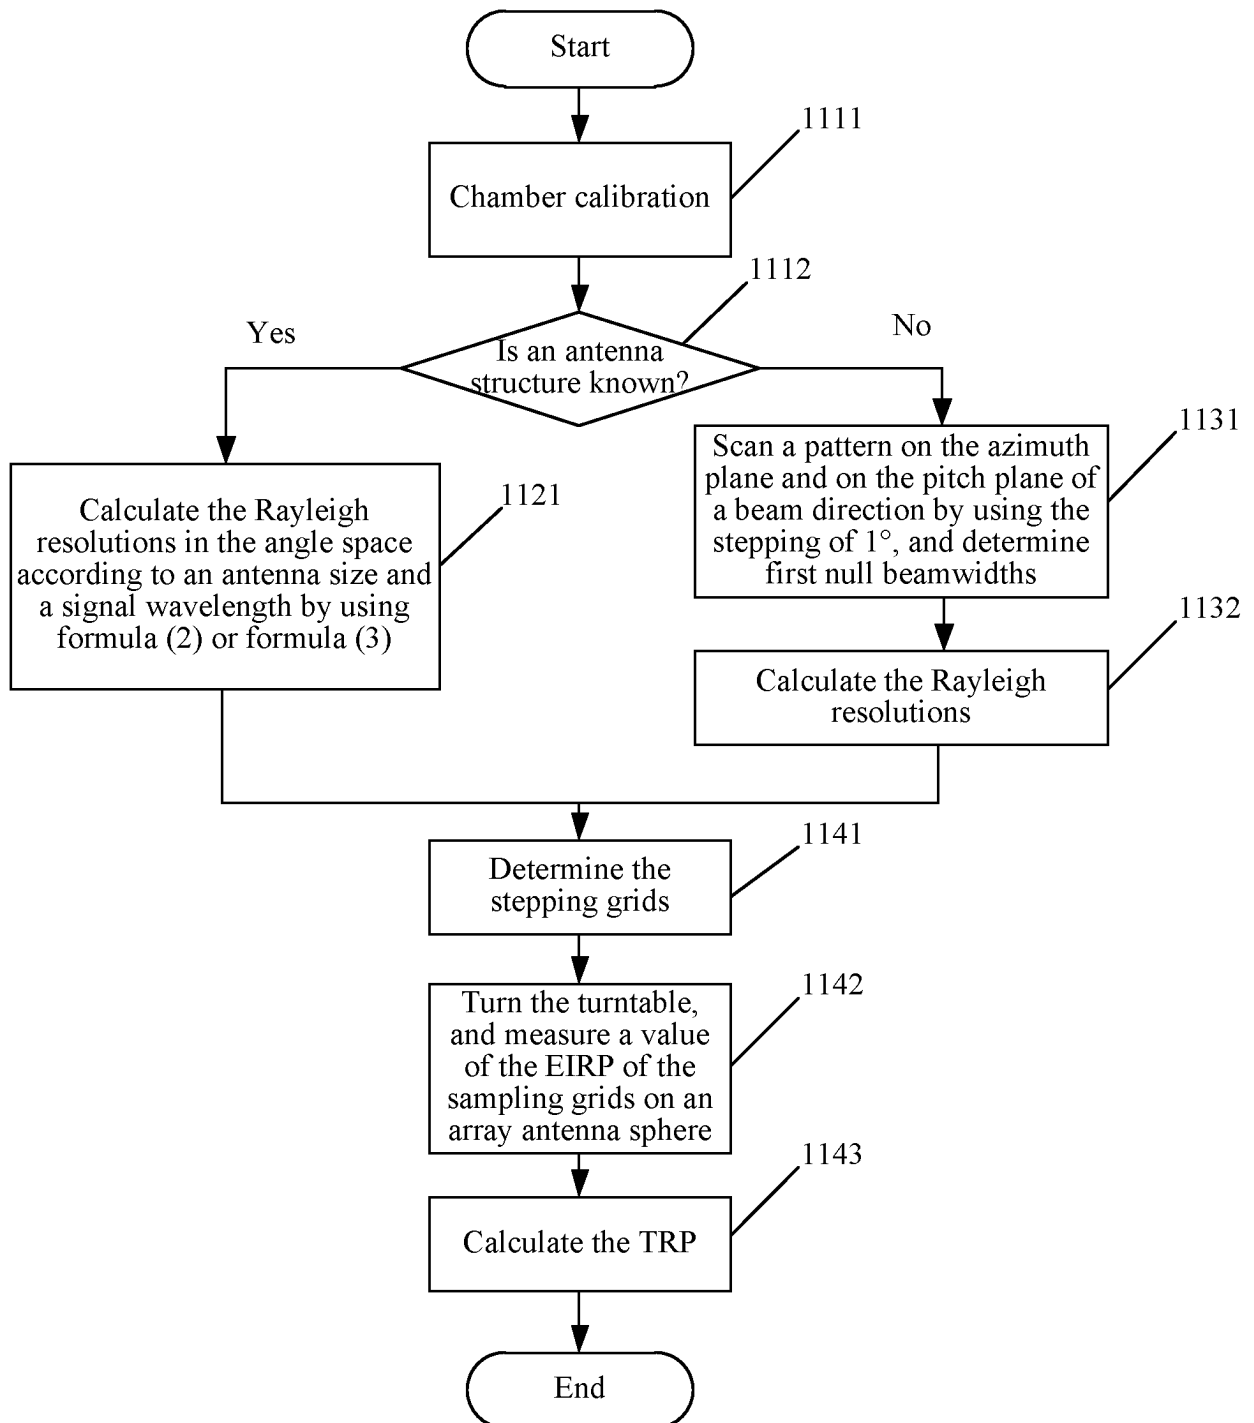 Start
1111
Chamber calibration
1112
Yes
No
Is an antenna
structure known?
1131
Scan a pattern on the azimuth
plane and on the pitch plane of
a beam direction by using the
stepping of 1°, and determine
first null beamwidths
1121
Calculate the Rayleigh
resolutions in the angle space
according to an antenna size and
a signal wavelength by using
formula (2) or formula (3)
1132
Calculate the Rayleigh
resolutions
1141
Determine the
stepping grids
1142
Turn the turntable,
and measure a value
of the EIRP of the
sampling grids on an
array antenna sphere
1143
Calculate the TRP
End